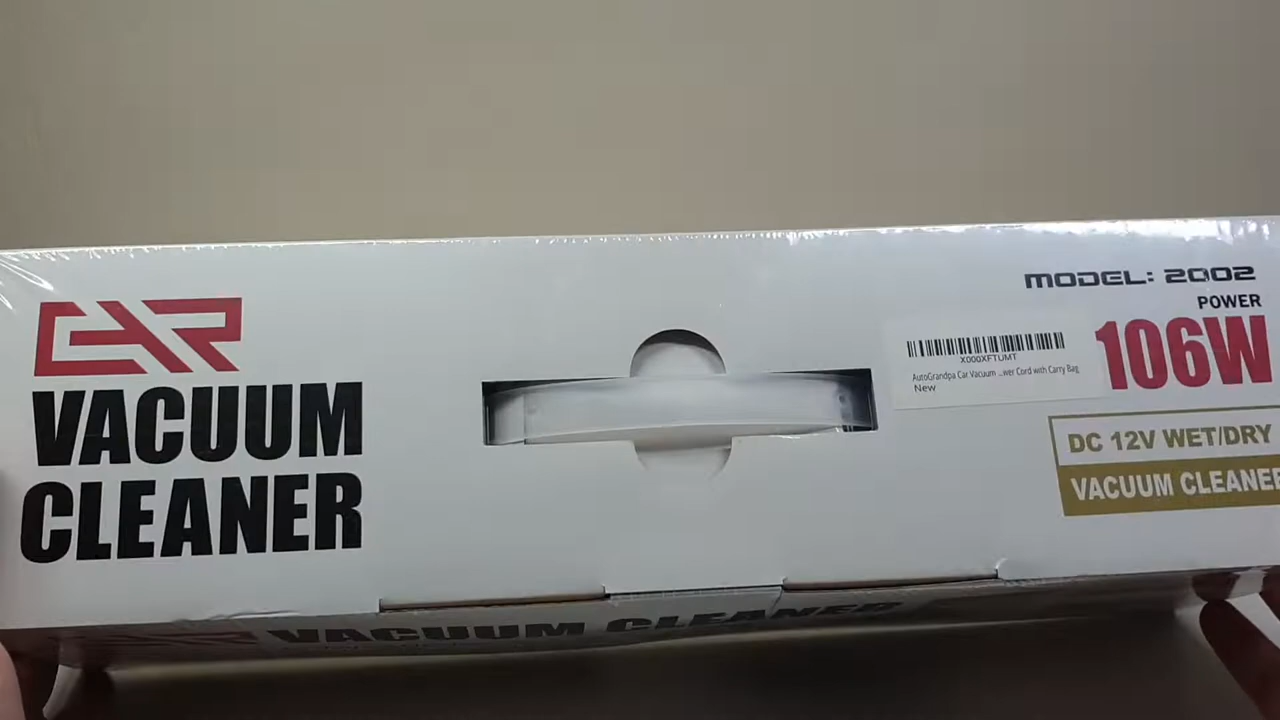 CAR
VACUUM
CLEANER
MODEL: 2002
POWER
106W
X000XFTUMT
AutoGrandpa Car Vacuum ...wer Cord with Carry Bag
New
DC 12V WET/DRY
VACUUM CLEANER
VACUUM CLEANER